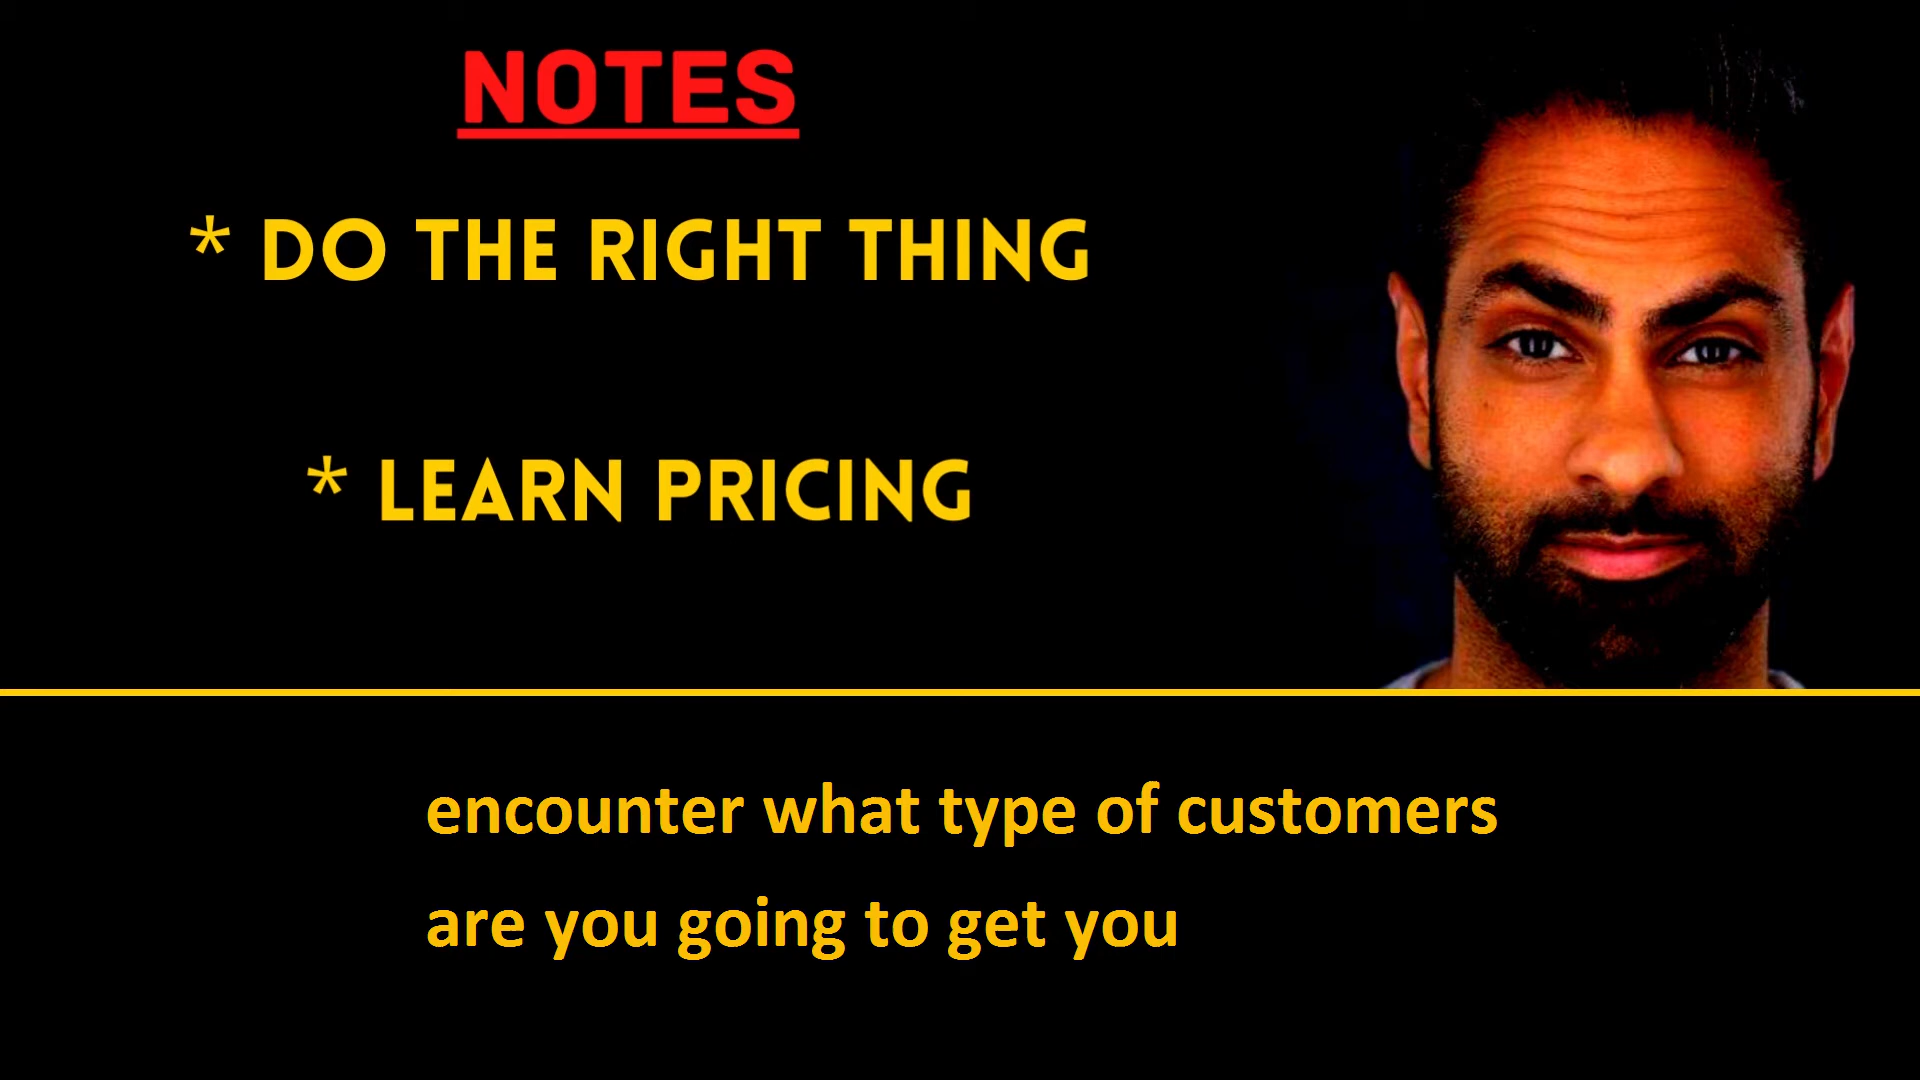 NOTES
* DO THE RIGHT THING
* LEARN PRICING
encounter what type of customers
are you going to get you